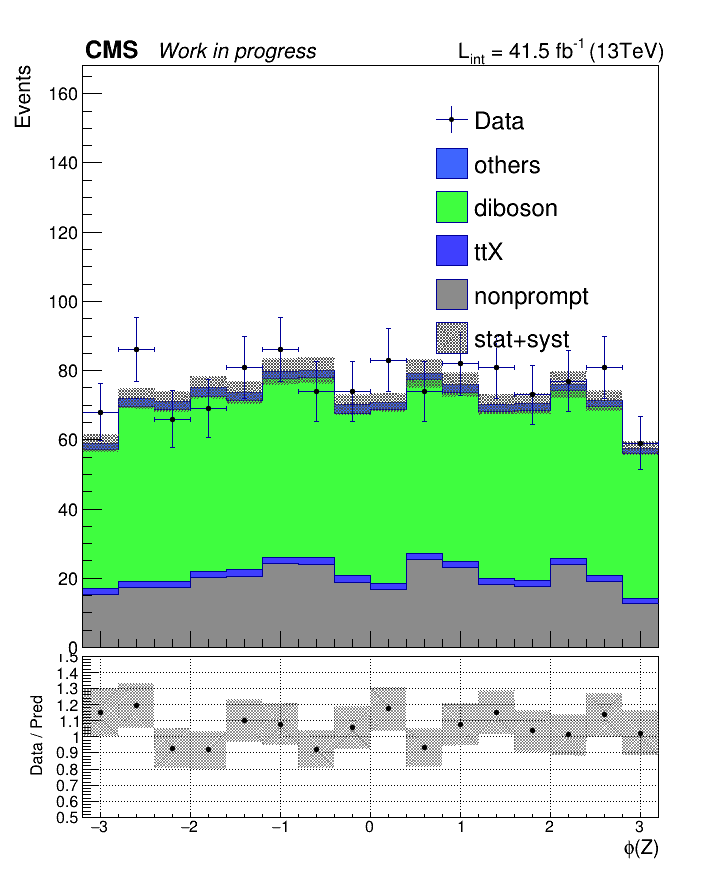 CMS Work in progress L_int = 41.5 fb^-1 (13TeV)
Events
160
140
120
100
80
60
40
20
0
Data
others
diboson
ttX
nonprompt
stat+syst
Data / Pred
1.5
1.4
1.3
1.2
1.1
1
0.9
0.8
0.7
0.6
0.5
−3 −2 −1 0 1 2 3
ϕ(Z)